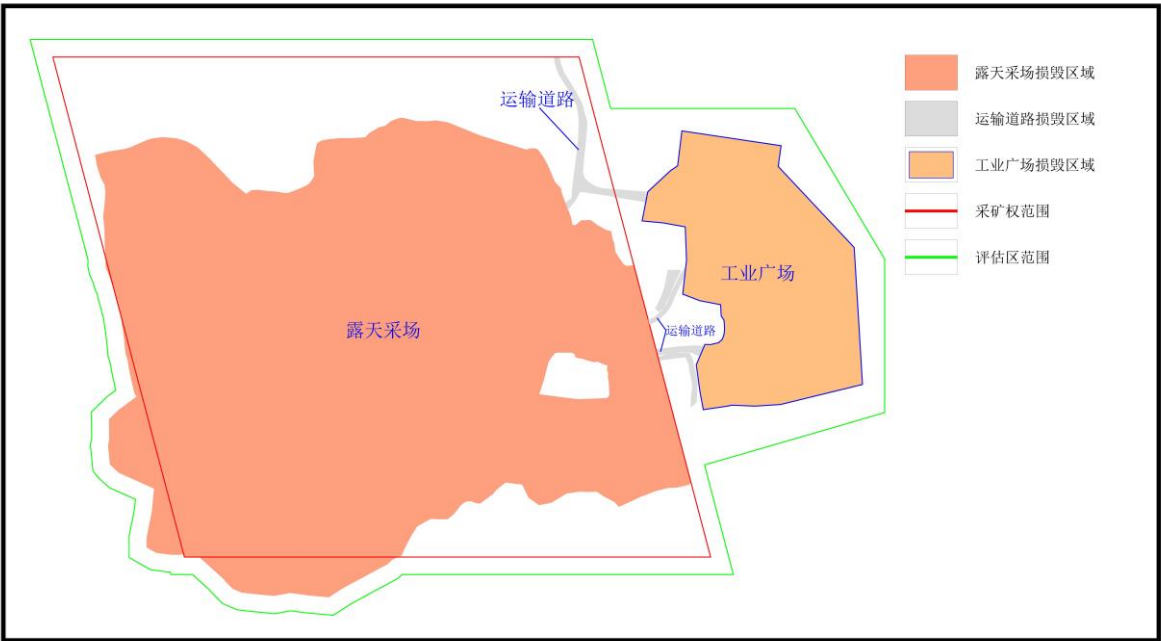 运输道路
露天采场损毁区域
运输道路损毁区域
工业广场损毁区域
采矿权范围
评估区范围
工业广场
露天采场
运输道路